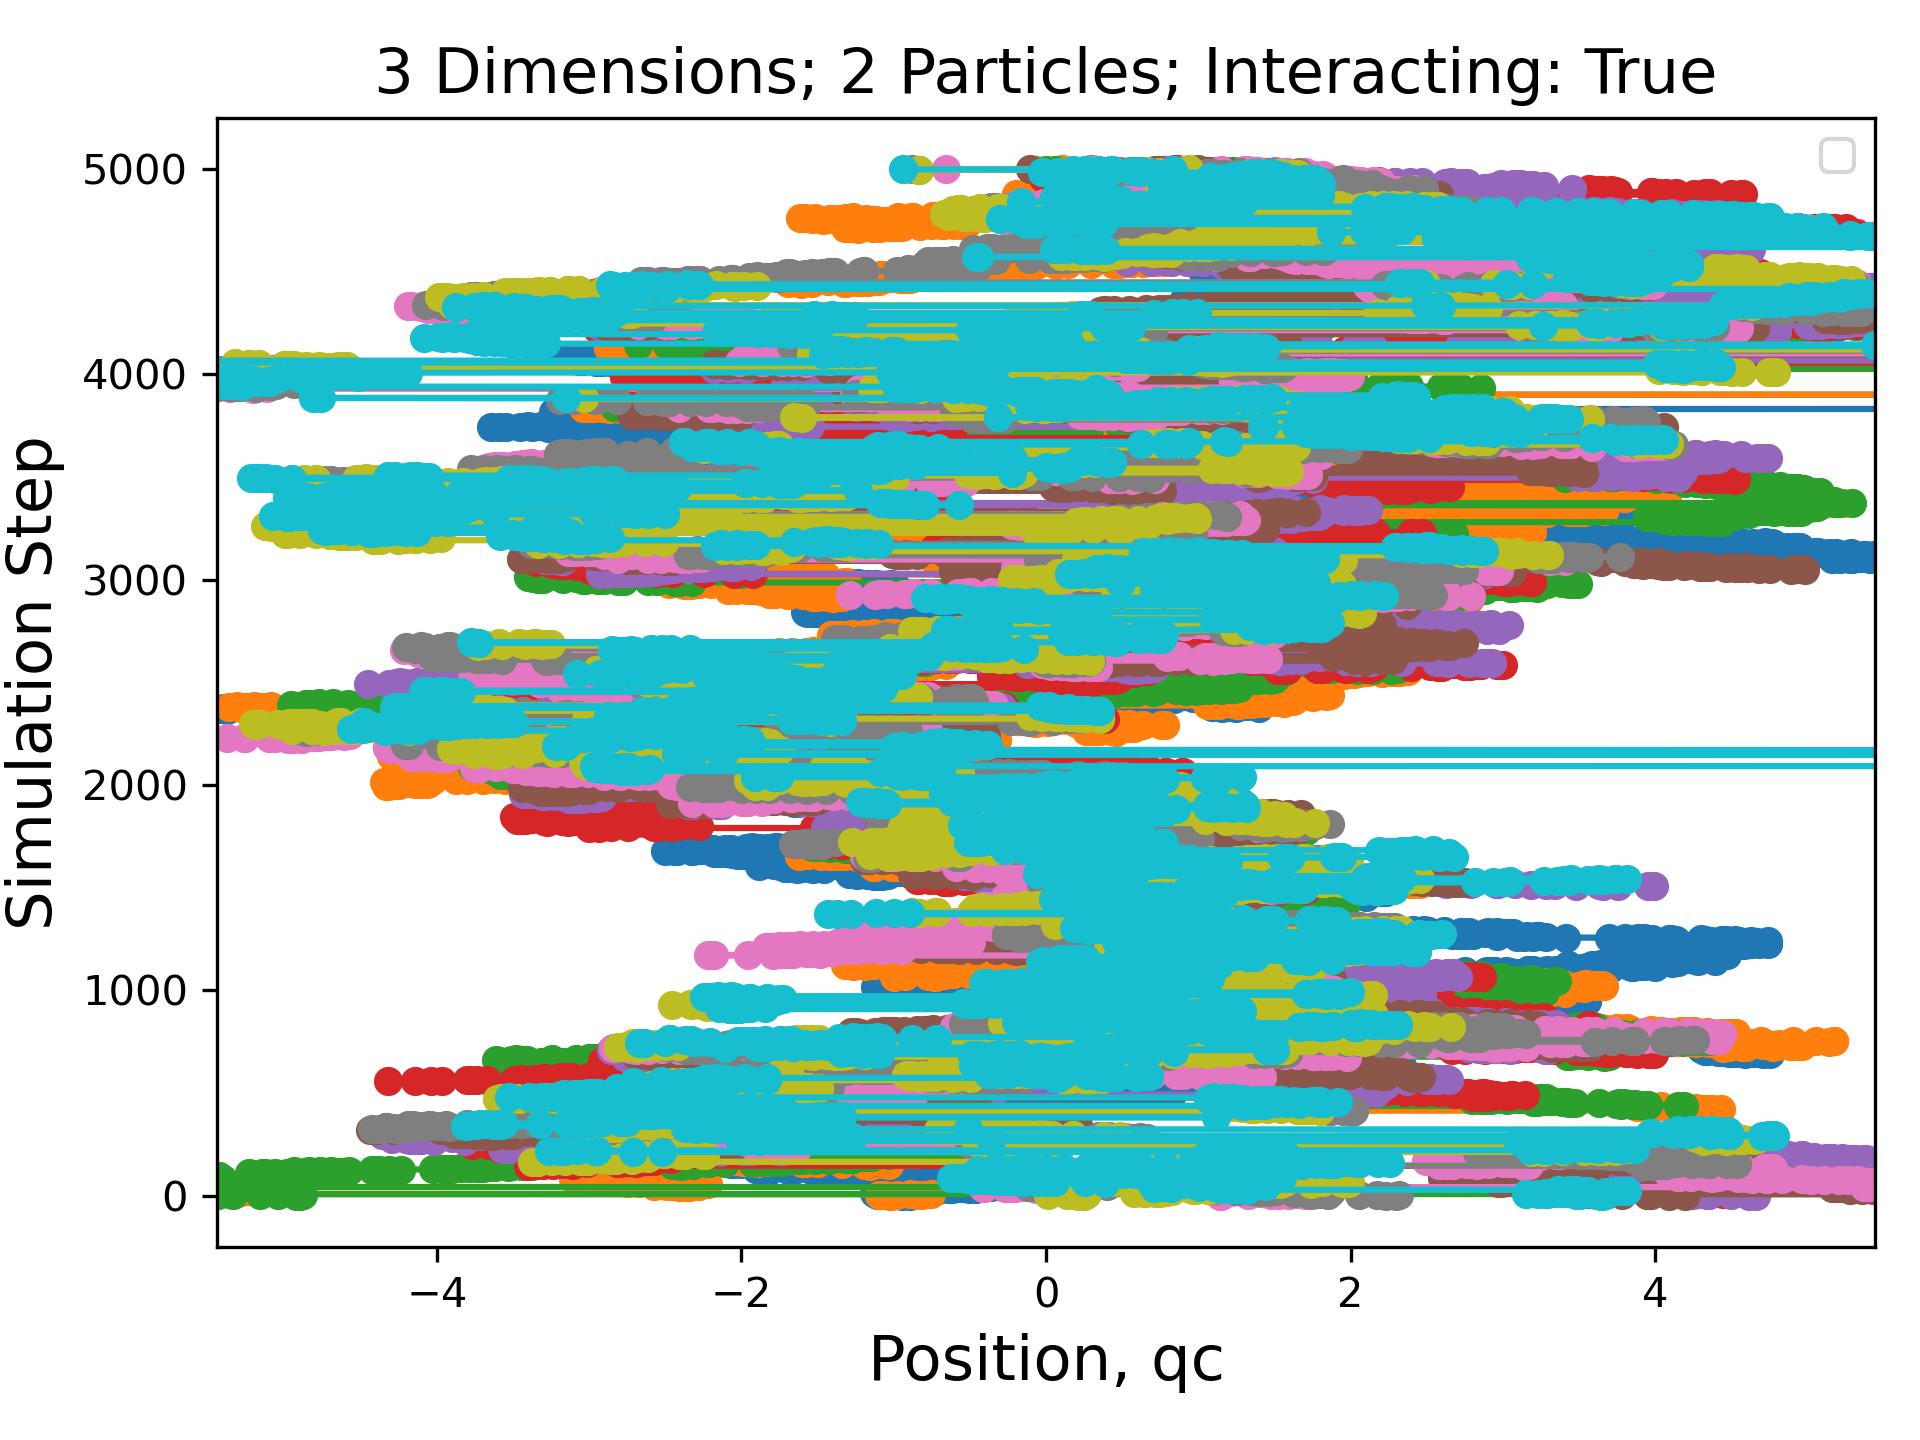 3 Dimensions; 2 Particles; Interacting: True
5000
4000
3000
2000
1000
0
Simulation Step
−4 −2 0 2 4
Position, qc